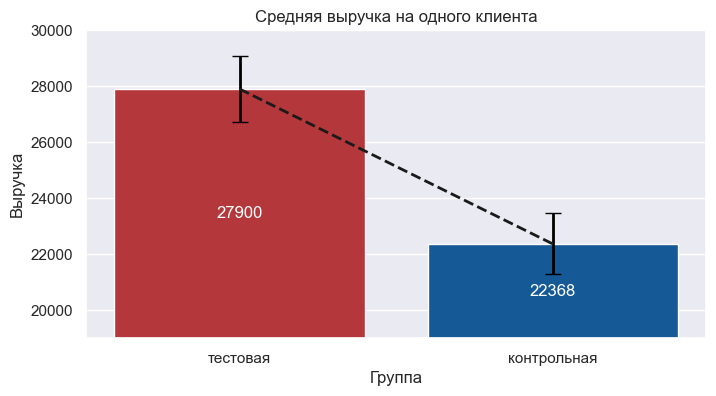 Средняя выручка на одного клиента
30000
28000
26000
24000
22000
20000
Выручка
27900
22368
тестовая
контрольная
Группа